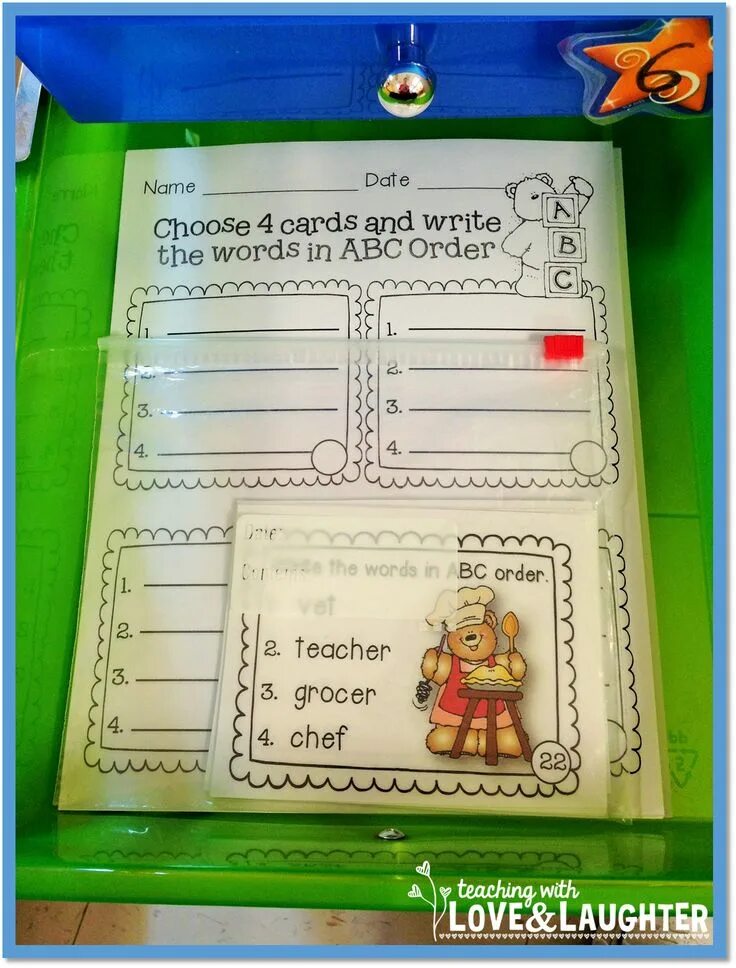 6
Name Date
Choose 4 cards and write
the words in ABC Order
A
B
C
1. 1.
2. 2.
3. 3.
4. 4.
Date:
the words in ABC order.
vet
1. 2. teacher
2. 3. grocer
3. 4. chef
4. 22
teaching with
LOVE&LAUGHTER